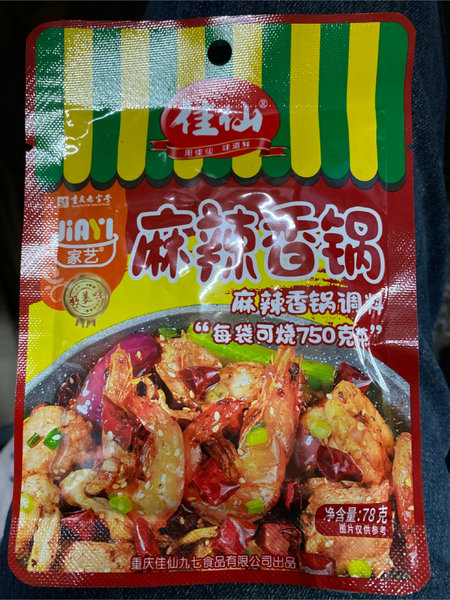 佳仙®
用佳仙 味道鲜
重庆老字号
JiAYI
家艺®
麻辣香锅
麻辣香锅调料
“每袋可烧750克菜”
净含量:78克
图片仅供参考
重庆佳仙九七食品有限公司出品